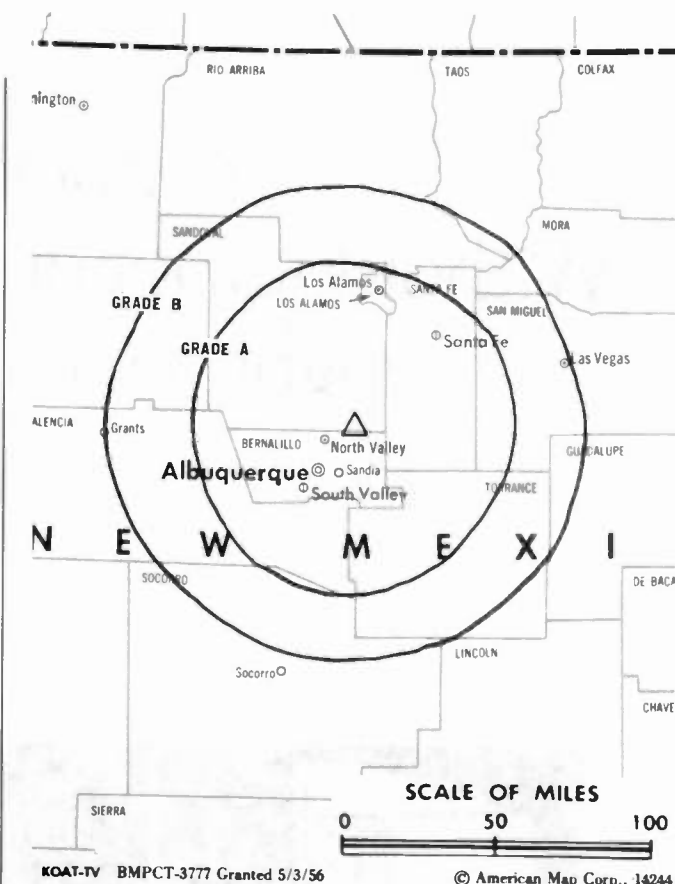 RIO ARRIBA
TAOS
COLFAX
nington
MORA
SANDOVAL
Los Alamos
LOS ALAMOS
SANTA FE
GRADE B
SAN MIGUEL
Santa Fe
GRADE A
Las Vegas
ALENCIA
Grants
BERNALILLO
North Valley
GUADALUPE
Albuquerque
Sandia
South Valley
TORRANCE
N E W M E X I
SOCORRO
DE BACA
LINCOLN
Socorro
CHAVE
SIERRA
SCALE OF MILES
0 50 100
KOAT-TV BMPCT-3777 Granted 5/3/56
© American Map Corp., 14244